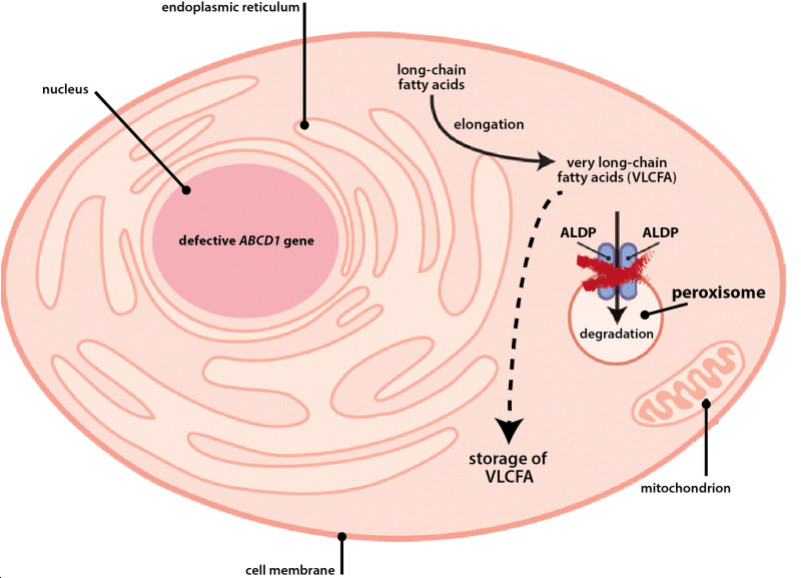 endoplasmic reticulum
nucleus
long-chain
fatty acids
elongation
very long-chain
fatty acids (VLCFA)
defective ABCD1 gene
ALDP
ALDP
peroxisome
degradation
storage of
VLCFA
mitochondrion
cell membrane